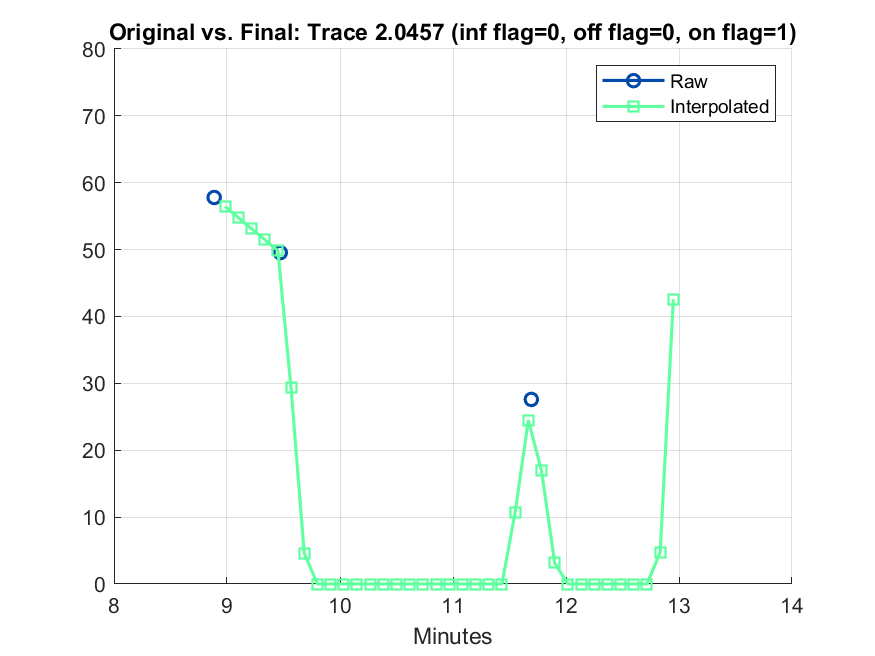 Original vs. Final: Trace 2.0457 (inf flag=0, off flag=0, on flag=1)
80
70
60
50
40
30
20
10
0
Raw
Interpolated
8 9 10 11 12 13 14
Minutes